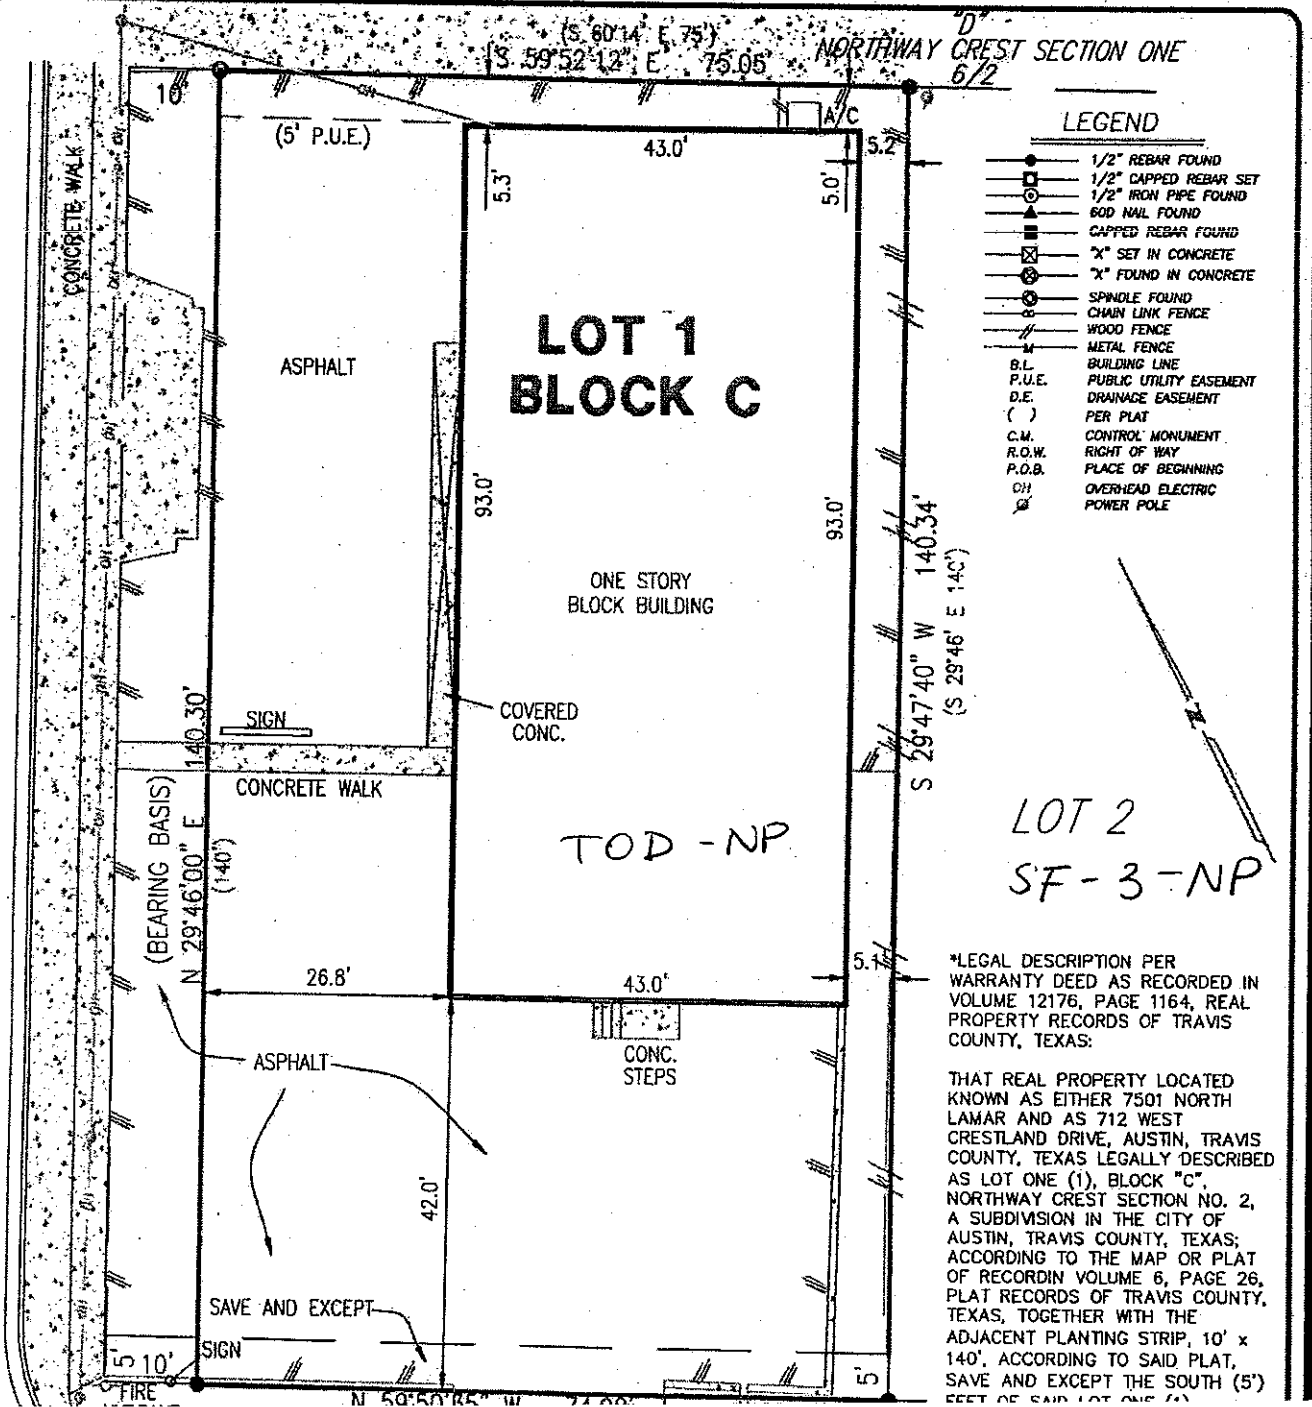 (S 60°14' E 75')
S 59°52'12" E 75.05'
"D"
NORTHWAY CREST SECTION ONE
6/2
10'
OH
(5' P.U.E.)
A/C
43.0'
5.2'
5.3'
5.0'
CONCRETE WALK
LEGEND
1/2" REBAR FOUND
1/2" CAPPED REBAR SET
1/2" IRON PIPE FOUND
60D NAIL FOUND
CAPPED REBAR FOUND
"X" SET IN CONCRETE
"X" FOUND IN CONCRETE
SPINDLE FOUND
CHAIN LINK FENCE
WOOD FENCE
METAL FENCE
B.L. BUILDING LINE
P.U.E. PUBLIC UTILITY EASEMENT
D.E. DRAINAGE EASEMENT
( ) PER PLAT
C.M. CONTROL MONUMENT
R.O.W. RIGHT OF WAY
P.O.B. PLACE OF BEGINNING
OH OVERHEAD ELECTRIC
POWER POLE
LOT 1
BLOCK C
ASPHALT
93.0'
93.0'
ONE STORY
BLOCK BUILDING
S 29°47'40" W 140.34'
(S 29°46' E 140')
COVERED
CONC.
SIGN
CONCRETE WALK
(BEARING BASIS)
N 29°46'00" E 140.30'
(140')
TOD - NP
N
LOT 2
SF - 3 - NP
26.8'
43.0'
5.1'
CONC.
STEPS
ASPHALT
42.0'
*LEGAL DESCRIPTION PER
WARRANTY DEED AS RECORDED IN
VOLUME 12176, PAGE 1164, REAL
PROPERTY RECORDS OF TRAVIS
COUNTY, TEXAS:
THAT REAL PROPERTY LOCATED
KNOWN AS EITHER 7501 NORTH
LAMAR AND AS 712 WEST
CRESTLAND DRIVE, AUSTIN, TRAVIS
COUNTY, TEXAS LEGALLY DESCRIBED
AS LOT ONE (1), BLOCK "C",
NORTHWAY CREST SECTION NO. 2,
A SUBDIVISION IN THE CITY OF
AUSTIN, TRAVIS COUNTY, TEXAS;
ACCORDING TO THE MAP OR PLAT
OF RECORDIN VOLUME 6, PAGE 26,
PLAT RECORDS OF TRAVIS COUNTY,
TEXAS, TOGETHER WITH THE
ADJACENT PLANTING STRIP, 10' x
140', ACCORDING TO SAID PLAT,
SAVE AND EXCEPT THE SOUTH (5')
FEET OF SAID LOT ONE (1)
SAVE AND EXCEPT
SIGN
5'
10'
5'
FIRE